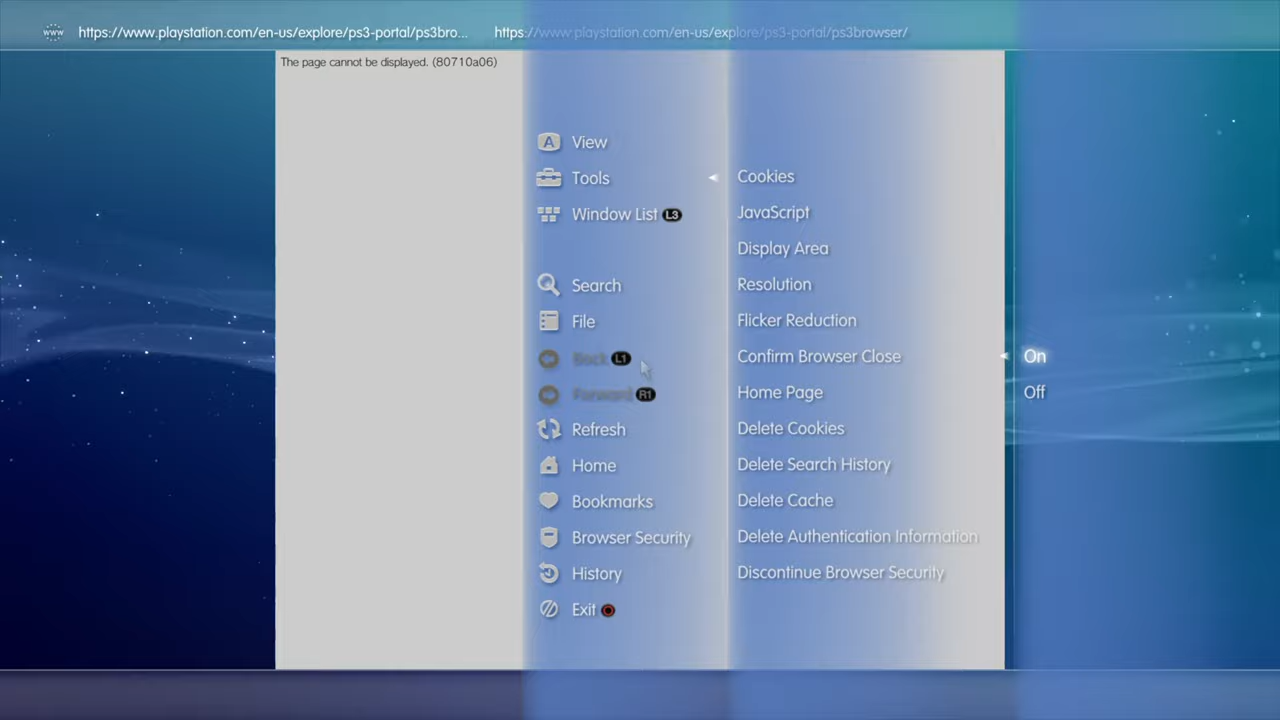 www
https://www.playstation.com/en-us/explore/ps3-portal/ps3bro...
https://www.playstation.com/en-us/explore/ps3-portal/ps3browser/
The page cannot be displayed. (80710a06)
A View
Tools
Window List L3
Search
File
Back L1
Forward R1
Refresh
Home
Bookmarks
Browser Security
History
Exit
Cookies
JavaScript
Display Area
Resolution
Flicker Reduction
Confirm Browser Close
Home Page
Delete Cookies
Delete Search History
Delete Cache
Delete Authentication Information
Discontinue Browser Security
On
Off